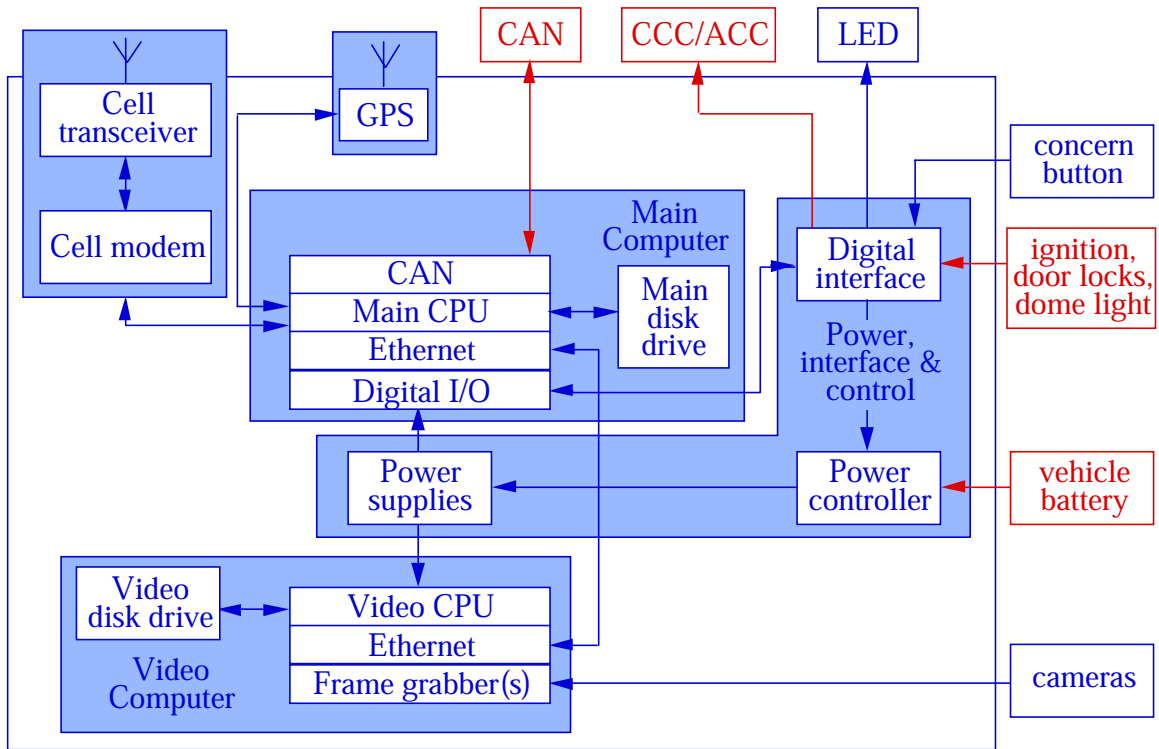 CAN
CCC/ACC
LED
Cell
transceiver
GPS
concern
button
Cell modem
Main
Computer
Digital
interface
ignition,
door locks,
dome light
CAN
Main CPU
Ethernet
Digital I/O
Main
disk
drive
Power,
interface &
control
Power
supplies
Power
controller
vehicle
battery
Video
disk drive
Video CPU
Ethernet
Frame grabber(s)
Video
Computer
cameras